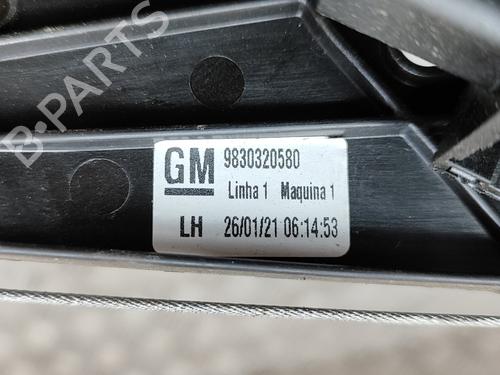 B-PARTS
GM 9830320580
Linha 1 Maquina 1
LH 26/01/21 06:14:53